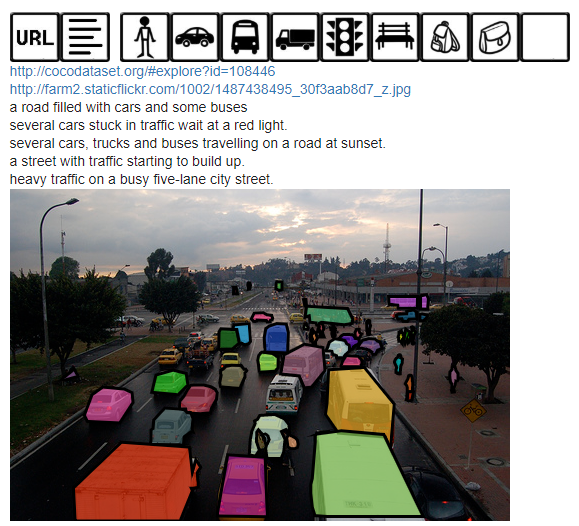 URL
http://cocodataset.org/#explore?id=108446
http://farm2.staticflickr.com/1002/1487438495_30f3aab8d7_z.jpg
a road filled with cars and some buses
several cars stuck in traffic wait at a red light.
several cars, trucks and buses travelling on a road at sunset.
a street with traffic starting to build up.
heavy traffic on a busy five-lane city street.